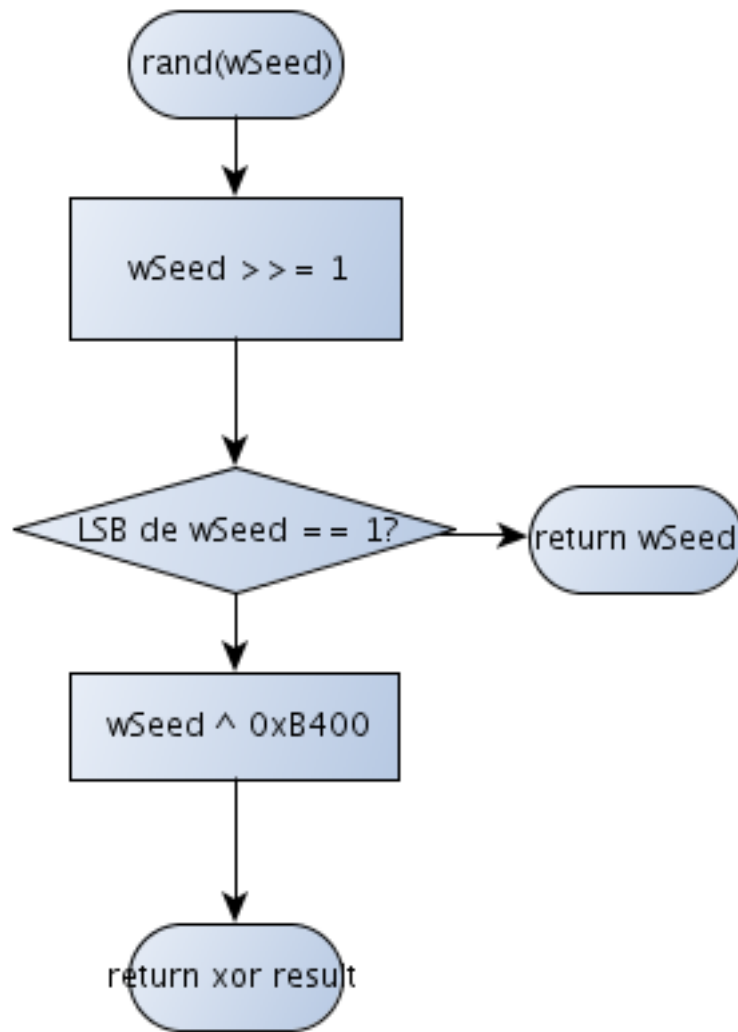 rand(wSeed)
wSeed >>= 1
LSB de wSeed == 1?
return wSeed
wSeed ^ 0xB400
return xor result